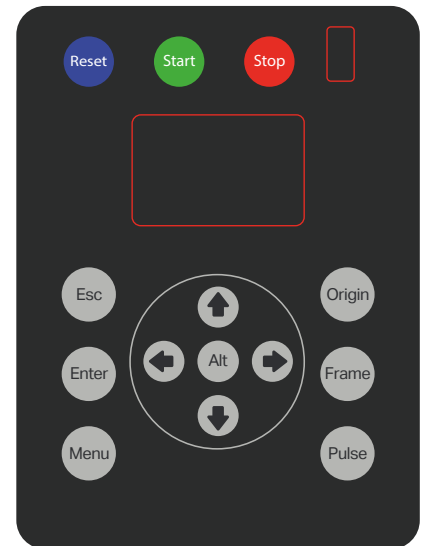 Reset
Start
Stop
Esc
Origin
Enter
Alt
Frame
Menu
Pulse